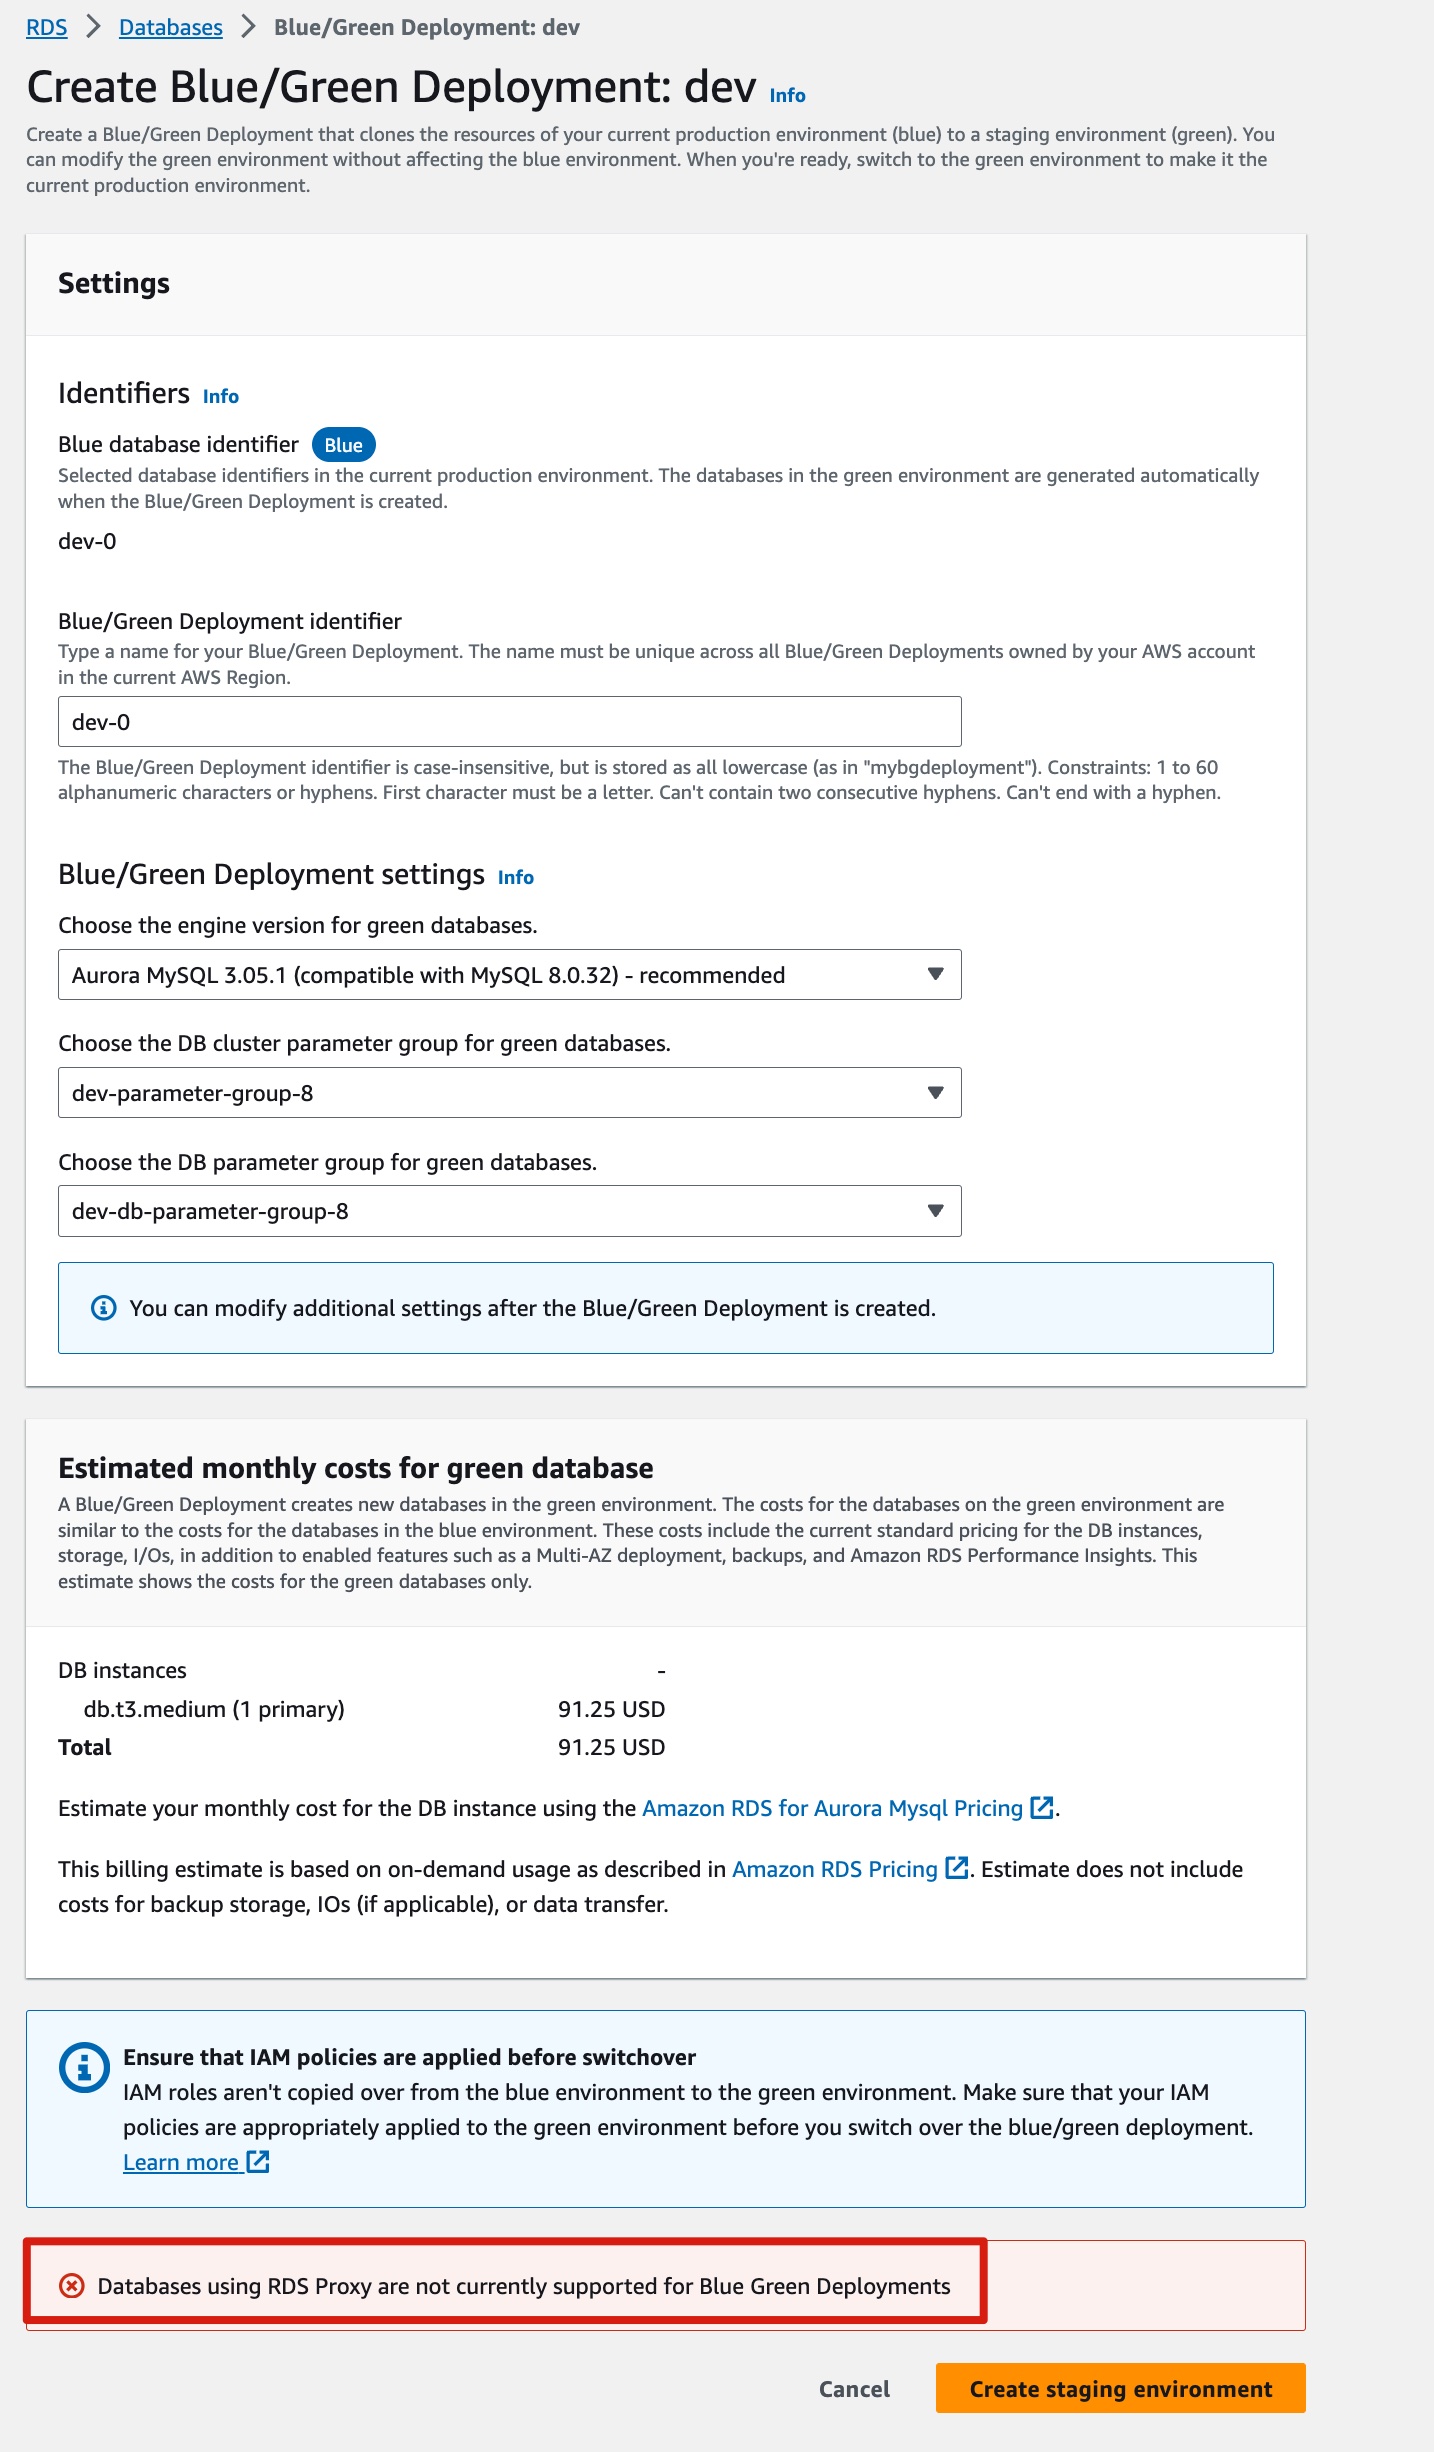 RDS > Databases > Blue/Green Deployment: dev
Create Blue/Green Deployment: dev Info
Create a Blue/Green Deployment that clones the resources of your current production environment (blue) to a staging environment (green). You
can modify the green environment without affecting the blue environment. When you're ready, switch to the green environment to make it the
current production environment.
Settings
Identifiers Info
Blue database identifier Blue
Selected database identifiers in the current production environment. The databases in the green environment are generated automatically
when the Blue/Green Deployment is created.
dev-0
Blue/Green Deployment identifier
Type a name for your Blue/Green Deployment. The name must be unique across all Blue/Green Deployments owned by your AWS account
in the current AWS Region.
dev-0
The Blue/Green Deployment identifier is case-insensitive, but is stored as all lowercase (as in "mybgdeployment"). Constraints: 1 to 60
alphanumeric characters or hyphens. First character must be a letter. Can't contain two consecutive hyphens. Can't end with a hyphen.
Blue/Green Deployment settings Info
Choose the engine version for green databases.
Aurora MySQL 3.05.1 (compatible with MySQL 8.0.32) - recommended
Choose the DB cluster parameter group for green databases.
dev-parameter-group-8
Choose the DB parameter group for green databases.
dev-db-parameter-group-8
You can modify additional settings after the Blue/Green Deployment is created.
Estimated monthly costs for green database
A Blue/Green Deployment creates new databases in the green environment. The costs for the databases on the green environment are
similar to the costs for the databases in the blue environment. These costs include the current standard pricing for the DB instances,
storage, I/Os, in addition to enabled features such as a Multi-AZ deployment, backups, and Amazon RDS Performance Insights. This
estimate shows the costs for the green databases only.
DB instances -
db.t3.medium (1 primary) 91.25 USD
Total 91.25 USD
Estimate your monthly cost for the DB instance using the Amazon RDS for Aurora Mysql Pricing.
This billing estimate is based on on-demand usage as described in Amazon RDS Pricing. Estimate does not include
costs for backup storage, IOs (if applicable), or data transfer.
Ensure that IAM policies are applied before switchover
IAM roles aren't copied over from the blue environment to the green environment. Make sure that your IAM
policies are appropriately applied to the green environment before you switch over the blue/green deployment.
Learn more
Databases using RDS Proxy are not currently supported for Blue Green Deployments
Cancel Create staging environment